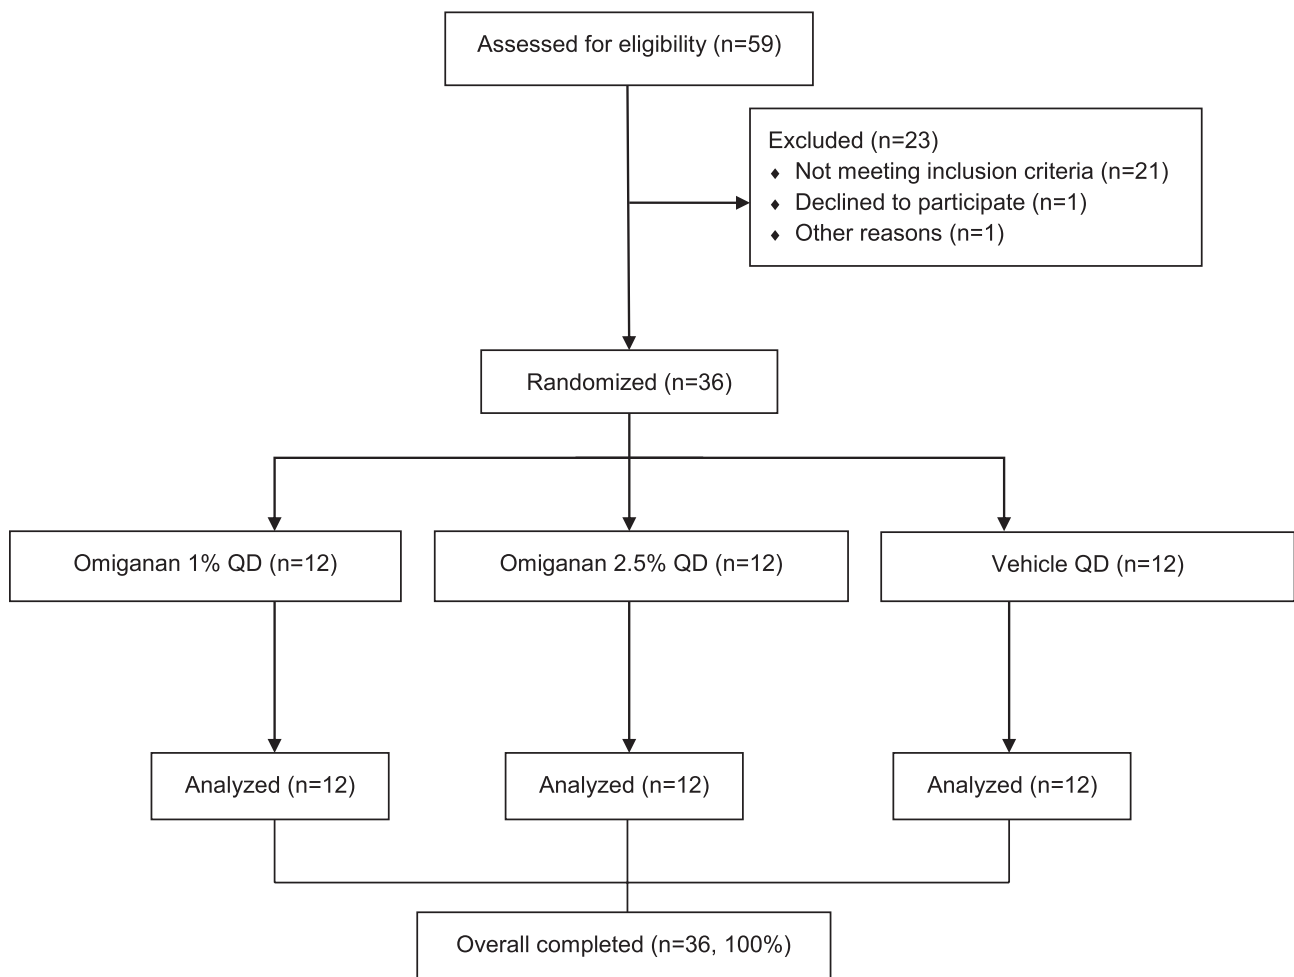 Assessed for eligibility (n=59)
Excluded (n=23)
♦ Not meeting inclusion criteria (n=21)
♦ Declined to participate (n=1)
♦ Other reasons (n=1)
Randomized (n=36)
Omiganan 1% QD (n=12)
Omiganan 2.5% QD (n=12)
Vehicle QD (n=12)
Analyzed (n=12)
Analyzed (n=12)
Analyzed (n=12)
Overall completed (n=36, 100%)